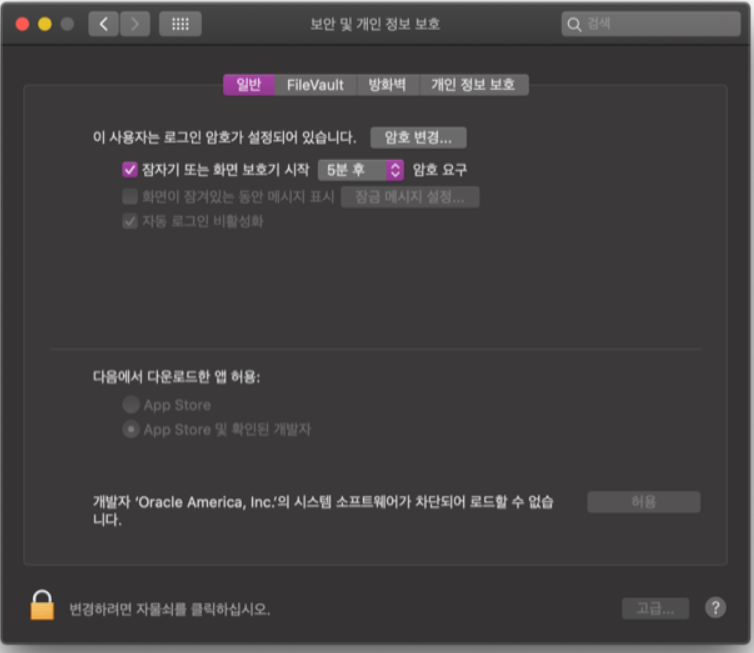 보안 및 개인 정보 보호
검색
일반
FileVault
방화벽
개인 정보 보호
이 사용자는 로그인 암호가 설정되어 있습니다.
암호 변경...
잠자기 또는 화면 보호기 시작
5분 후
암호 요구
화면이 잠겨있는 동안 메시지 표시
잠금 메시지 설정...
자동 로그인 비활성화
다음에서 다운로드한 앱 허용:
App Store
App Store 및 확인된 개발자
개발자 ‘Oracle America, Inc.’의 시스템 소프트웨어가 차단되어 로드할 수 없습
니다.
허용
변경하려면 자물쇠를 클릭하십시오.
고급...
?